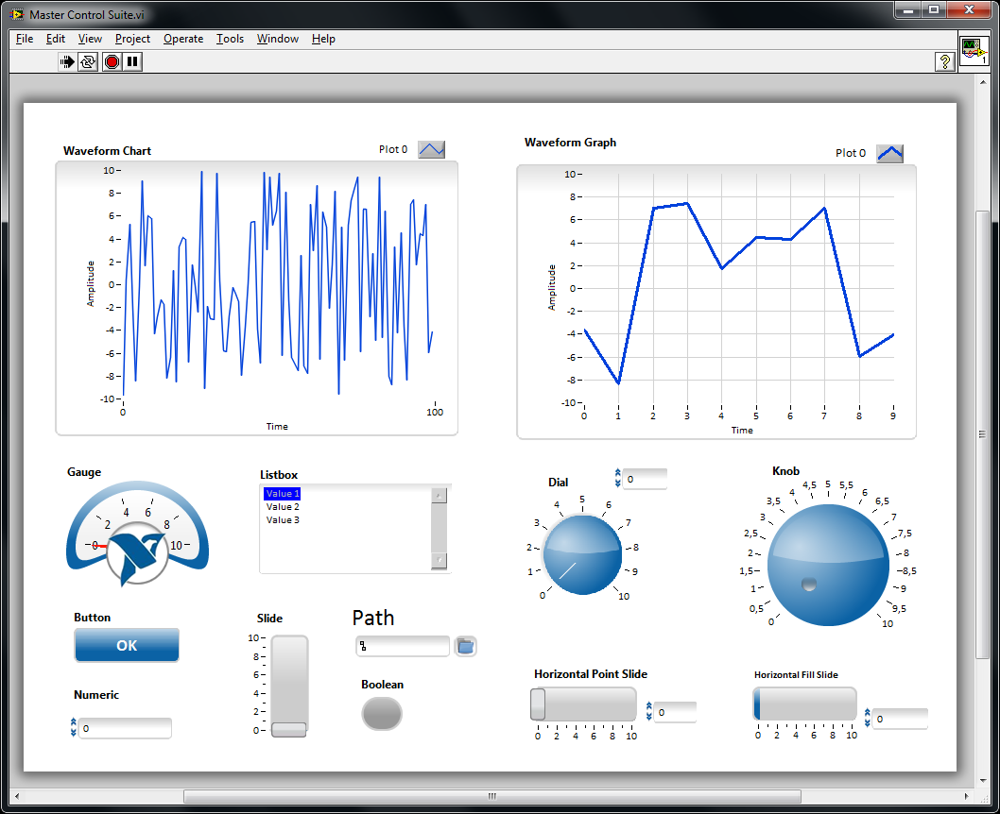 Master Control Suite.vi
File Edit View Project Operate Tools Window Help
?
1
Waveform Chart
Plot 0
10
8
6
4
2
0
-2
-4
-6
-8
-10
Amplitude
0 100
Time
Waveform Graph
Plot 0
10
8
6
4
2
0
-2
-4
-6
-8
-10
Amplitude
0 1 2 3 4 5 6 7 8 9
Time
Gauge
0 2 4 6 8 10
Listbox
Value 1
Value 2
Value 3
Dial
0
0 1 2 3 4 5 6 7 8 9 10
Knob
0 0,5 1 1,5 2 2,5 3 3,5 4 4,5 5 5,5 6 6,5 7 7,5 8 8,5 9 9,5 10
Button
OK
Numeric
0
Slide
10
8
6
4
2
0
Path
Boolean
Horizontal Point Slide
0
0 2 4 6 8 10
Horizontal Fill Slide
0
0 2 4 6 8 10